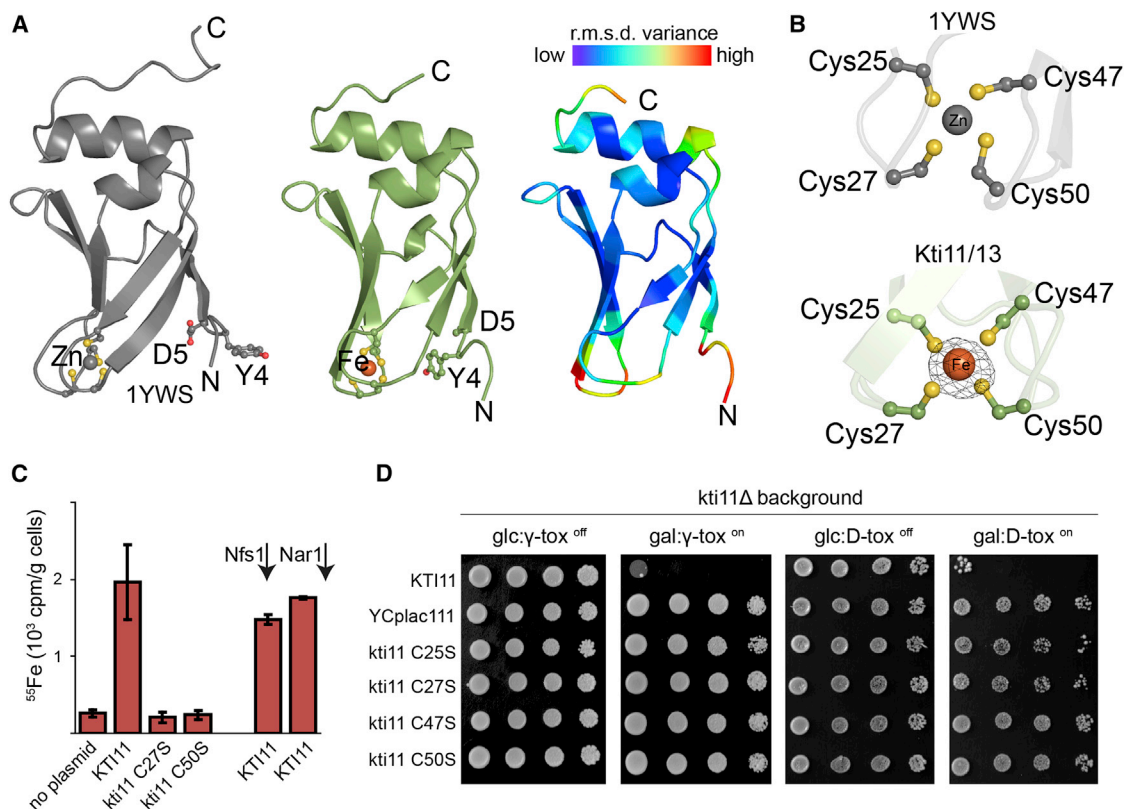 A
C
Zn
1YWS
D5
N
Y4
C
Fe
D5
Y4
N
r.m.s.d. variance
low
high
C
N
B
1YWS
Cys25
Cys47
Zn
Cys27
Cys50
Kti11/13
Cys25
Cys47
Fe
Cys27
Cys50
C
55Fe (10³ cpm/g cells)
2
1
Nfs1
Nar1
no plasmid
KTI11
kti11 C27S
kti11 C50S
KTI11
KTI11
D
kti11Δ background
glc:γ-tox off
gal:γ-tox on
glc:D-tox off
gal:D-tox on
KTI11
YCplac111
kti11 C25S
kti11 C27S
kti11 C47S
kti11 C50S